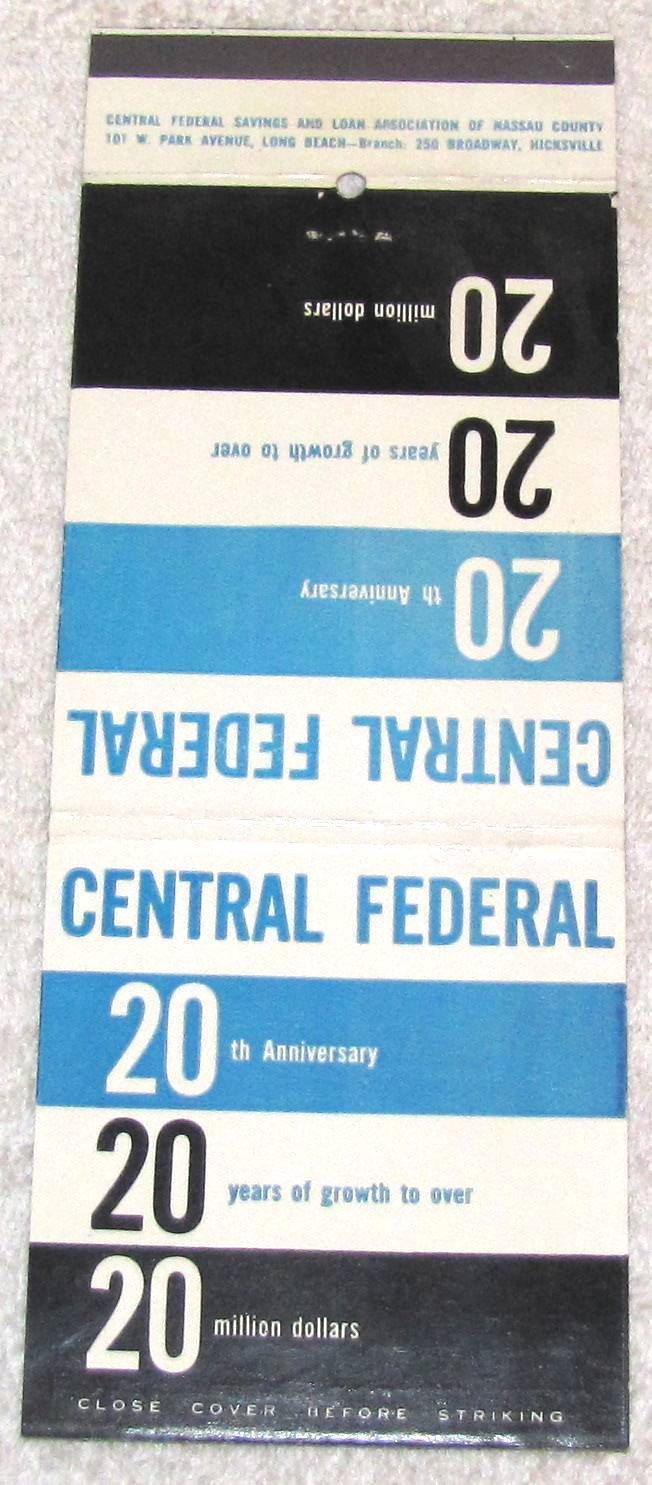 CENTRAL FEDERAL SAVINGS AND LOAN ASSOCIATION OF NASSAU COUNTY
101 W. PARK AVENUE, LONG BEACH—Branch: 250 BROADWAY, HICKSVILLE
20 million dollars
20 years of growth to over
20 th Anniversary
CENTRAL FEDERAL
CENTRAL FEDERAL
20 th Anniversary
20 years of growth to over
20 million dollars
CLOSE COVER BEFORE STRIKING